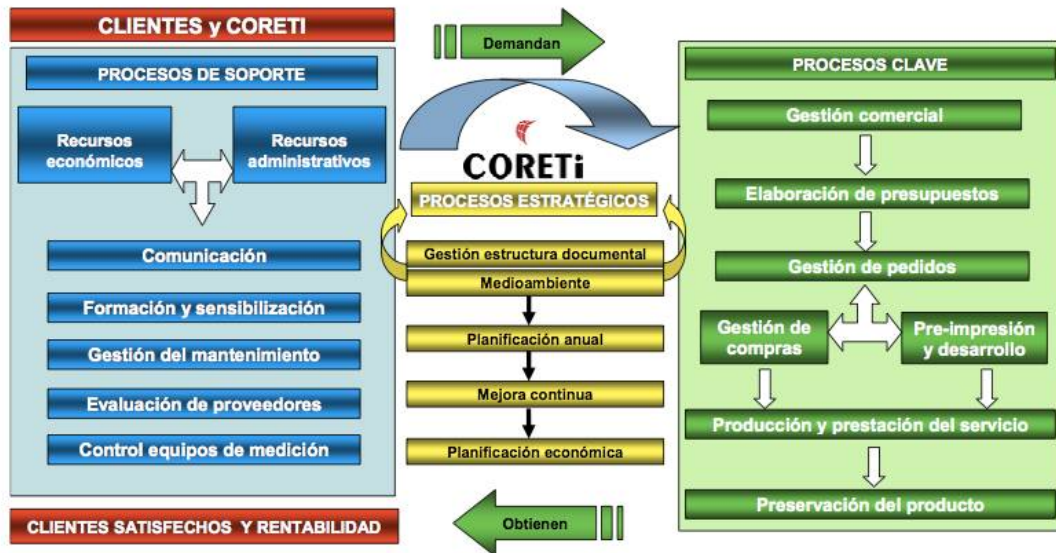 CLIENTES y CORETI
PROCESOS DE SOPORTE
Recursos
económicos
Recursos
administrativos
Comunicación
Formación y sensibilización
Gestión del mantenimiento
Evaluación de proveedores
Control equipos de medición
CLIENTES SATISFECHOS Y RENTABILIDAD
Demandan
CORETi
PROCESOS ESTRATÉGICOS
Gestión estructura documental
Medioambiente
Planificación anual
Mejora continua
Planificación económica
Obtienen
PROCESOS CLAVE
Gestión comercial
Elaboración de presupuestos
Gestión de pedidos
Gestión de
compras
Pre-impresión
y desarrollo
Producción y prestación del servicio
Preservación del producto